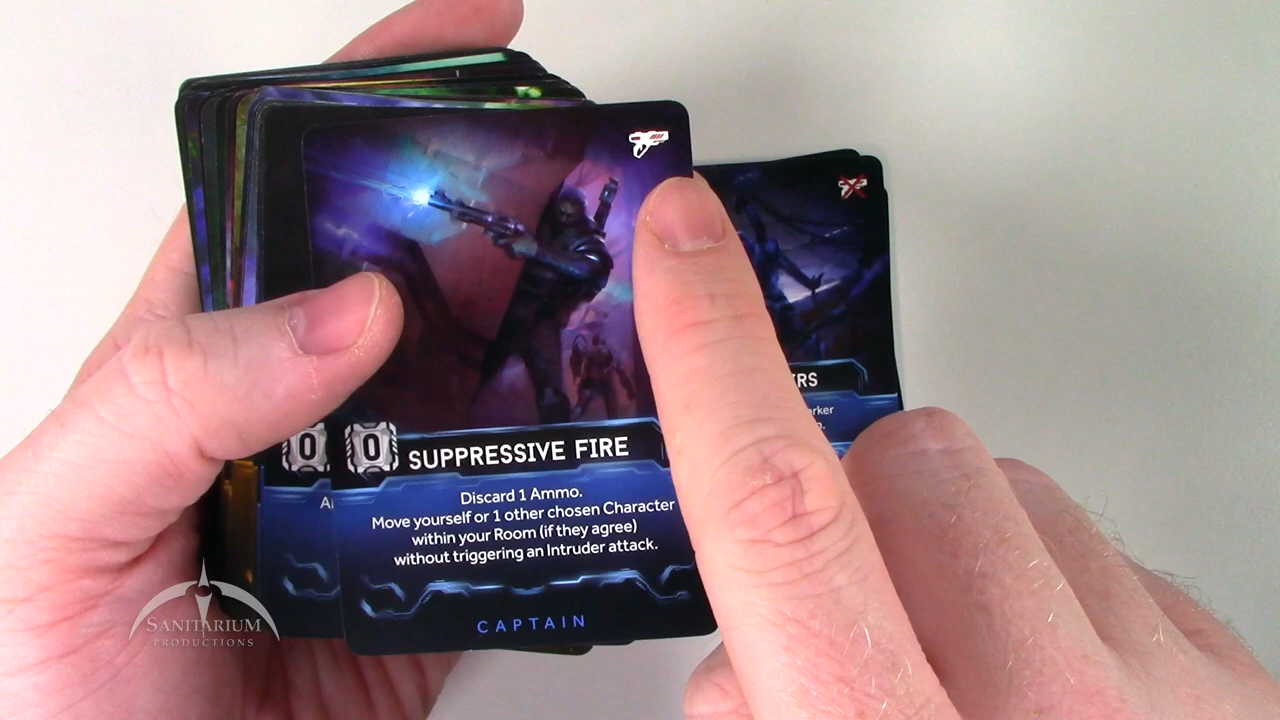 0
0
SUPPRESSIVE FIRE
Discard 1 Ammo.
Move yourself or 1 other chosen Character
within your Room (if they agree)
without triggering an Intruder attack.
CAPTAIN
SANITARIUM
PRODUCTIONS